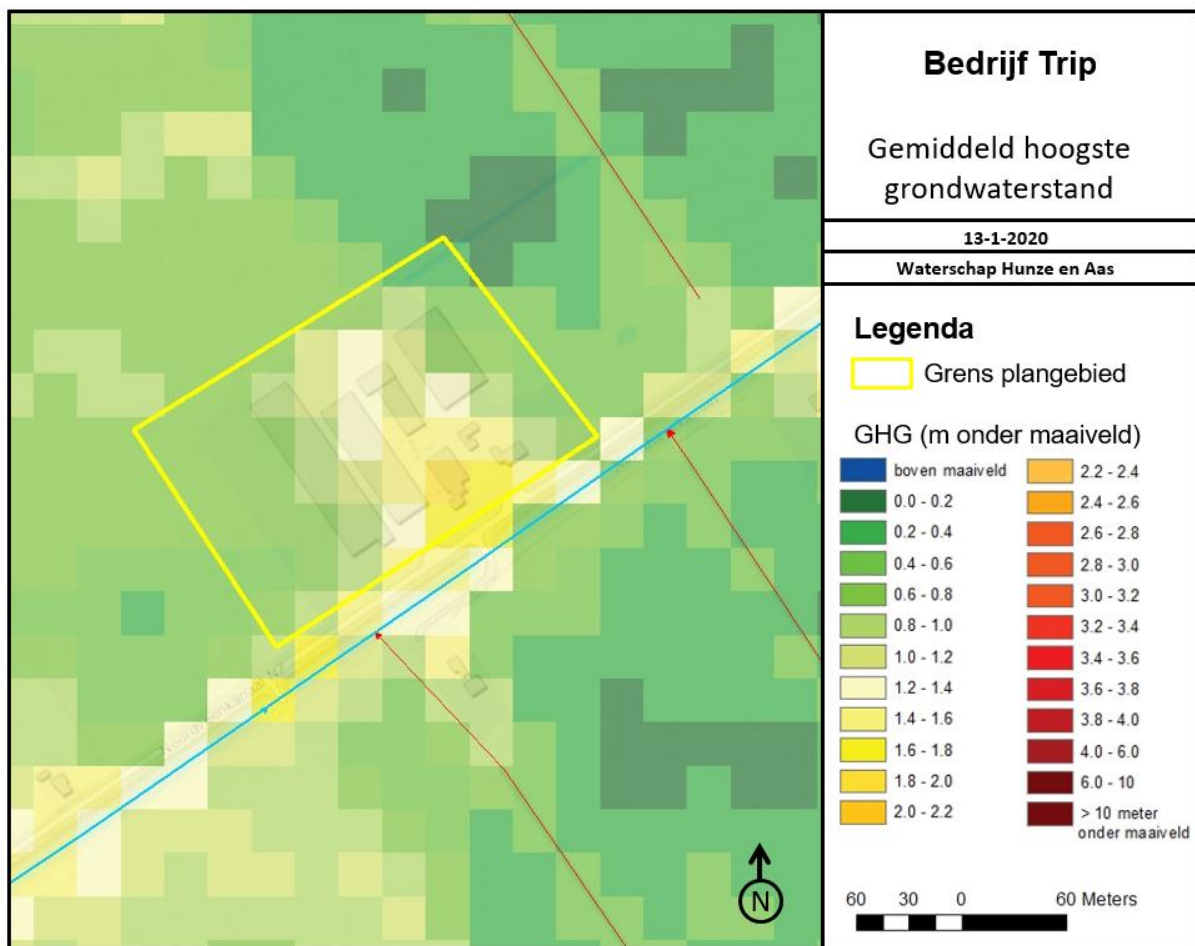 Bedrijf Trip
Gemiddeld hoogste
grondwaterstand
13-1-2020
Waterschap Hunze en Aas
Legenda
Grens plangebied
GHG (m onder maaiveld)
boven maaiveld
0.0 - 0.2
0.2 - 0.4
0.4 - 0.6
0.6 - 0.8
0.8 - 1.0
1.0 - 1.2
1.2 - 1.4
1.4 - 1.6
1.6 - 1.8
1.8 - 2.0
2.0 - 2.2
2.2 - 2.4
2.4 - 2.6
2.6 - 2.8
2.8 - 3.0
3.0 - 3.2
3.2 - 3.4
3.4 - 3.6
3.6 - 3.8
3.8 - 4.0
4.0 - 6.0
6.0 - 10
> 10 meter
onder maaiveld
60 30 0 60 Meters
N